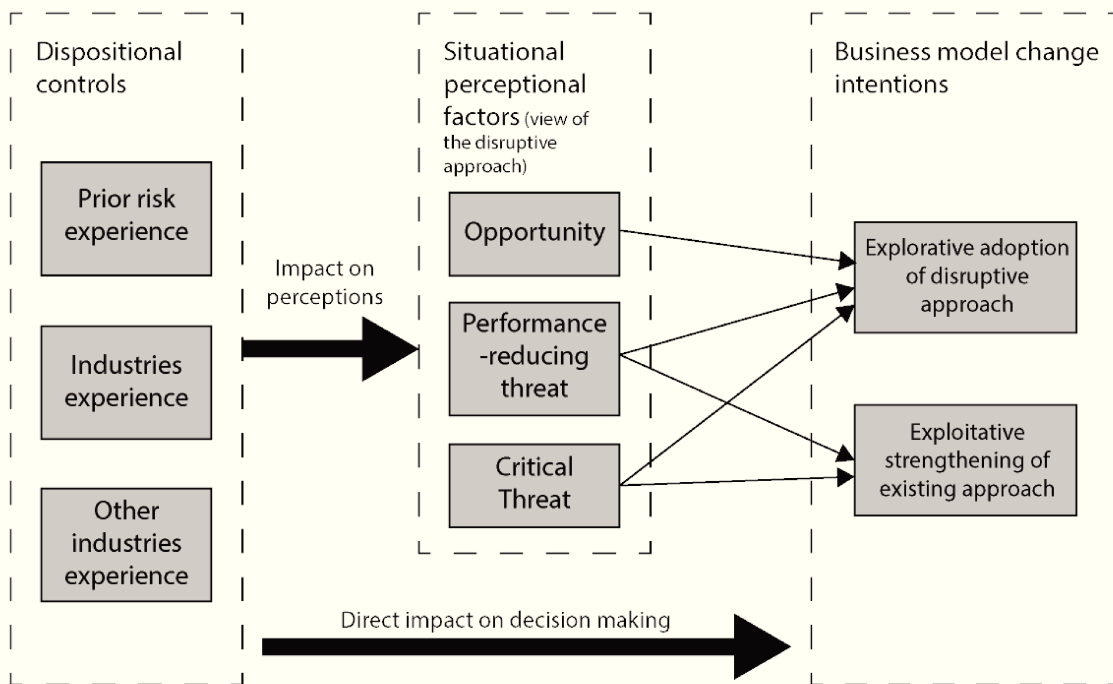 Dispositional
controls
Prior risk
experience
Industries
experience
Other
industries
experience
Impact on
perceptions
Situational
perceptional
factors (view of
the disruptive
approach)
Opportunity
Performance
-reducing
threat
Critical
Threat
Business model change
intentions
Explorative adoption
of disruptive
approach
Exploitative
strengthening of
existing approach
Direct impact on decision making